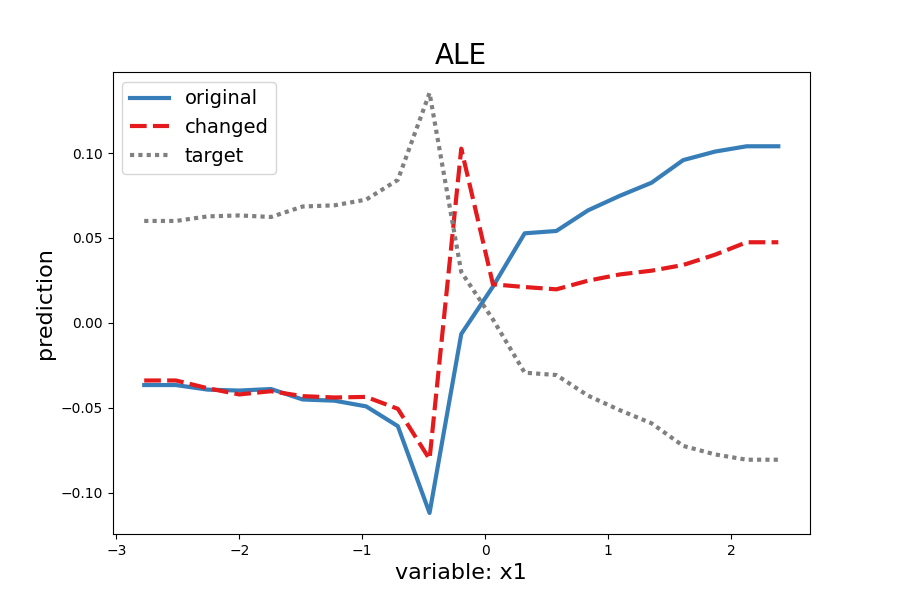 ALE
original
changed
target
0.10
0.05
0.00
−0.05
−0.10
prediction
−3
−2
−1
0
1
2
variable: x1